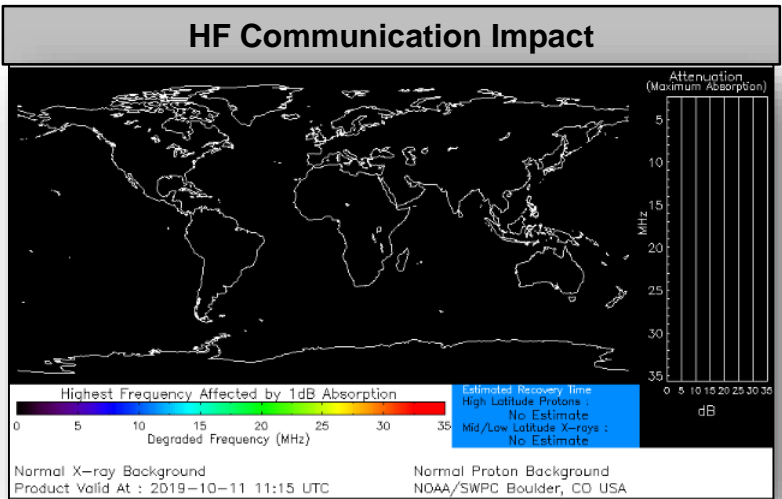 HF Communication Impact
Attenuation
(Maximum Absorption)
5
10
15
20
25
30
35
MHz
0 5 10 15 20 25 30 35
dB
Highest Frequency Affected by 1dB Absorption
0 5 10 15 20 25 30 35
Degraded Frequency (MHz)
Estimated Recovery Time
High Latitude Protons :
No Estimate
Mid/Low Latitude X-rays :
No Estimate
Normal X-ray Background
Normal Proton Background
Product Valid At : 2019-10-11 11:15 UTC
NOAA/SWPC Boulder, CO USA